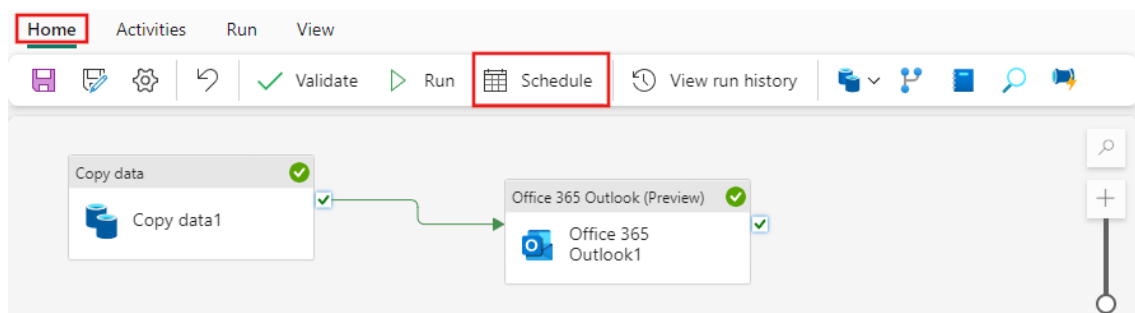 Home Activities Run View
Validate Run Schedule View run history
Copy data
Copy data1
Office 365 Outlook (Preview)
Office 365
Outlook1